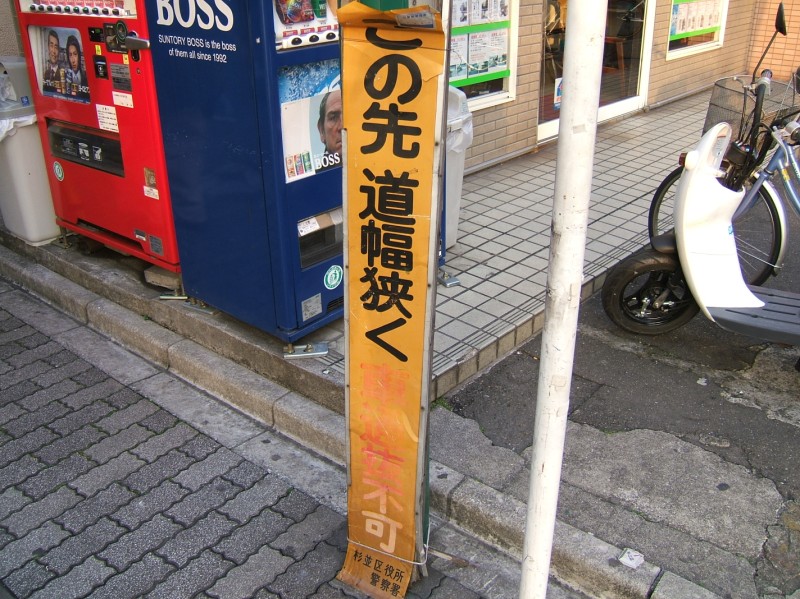 BOSS
SUNTORY BOSS is the boss
of them all since 1992
BOSS
この先 道幅狭く
不可
杉並区役所
警察署